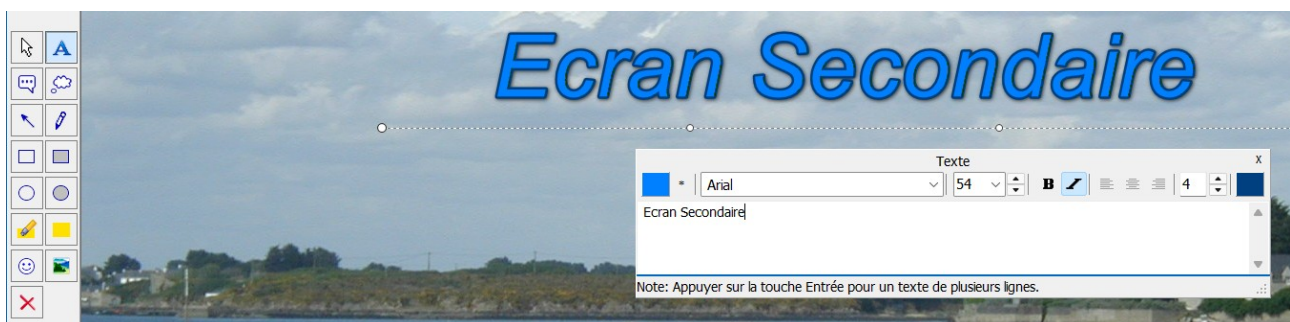 A
Ecran Secondaire
Texte
x
Arial
54
B I
4
Ecran Secondaire
Note: Appuyer sur la touche Entrée pour un texte de plusieurs lignes.